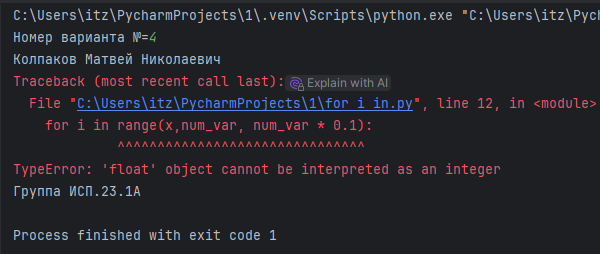 C:\Users\itz\PycharmProjects\1\.venv\Scripts\python.exe "C:\Users\itz\Pych
Номер варианта №=4
Колпаков Матвей Николаевич
Traceback (most recent call last): Explain with AI
File "C:\Users\itz\PycharmProjects\1\for i in.py", line 12, in <module>
for i in range(x,num_var, num_var * 0.1):
^^^^^^^^^^^^^^^^^^^^^^^^^^^^^^^
TypeError: 'float' object cannot be interpreted as an integer
Группа ИСП.23.1А
Process finished with exit code 1